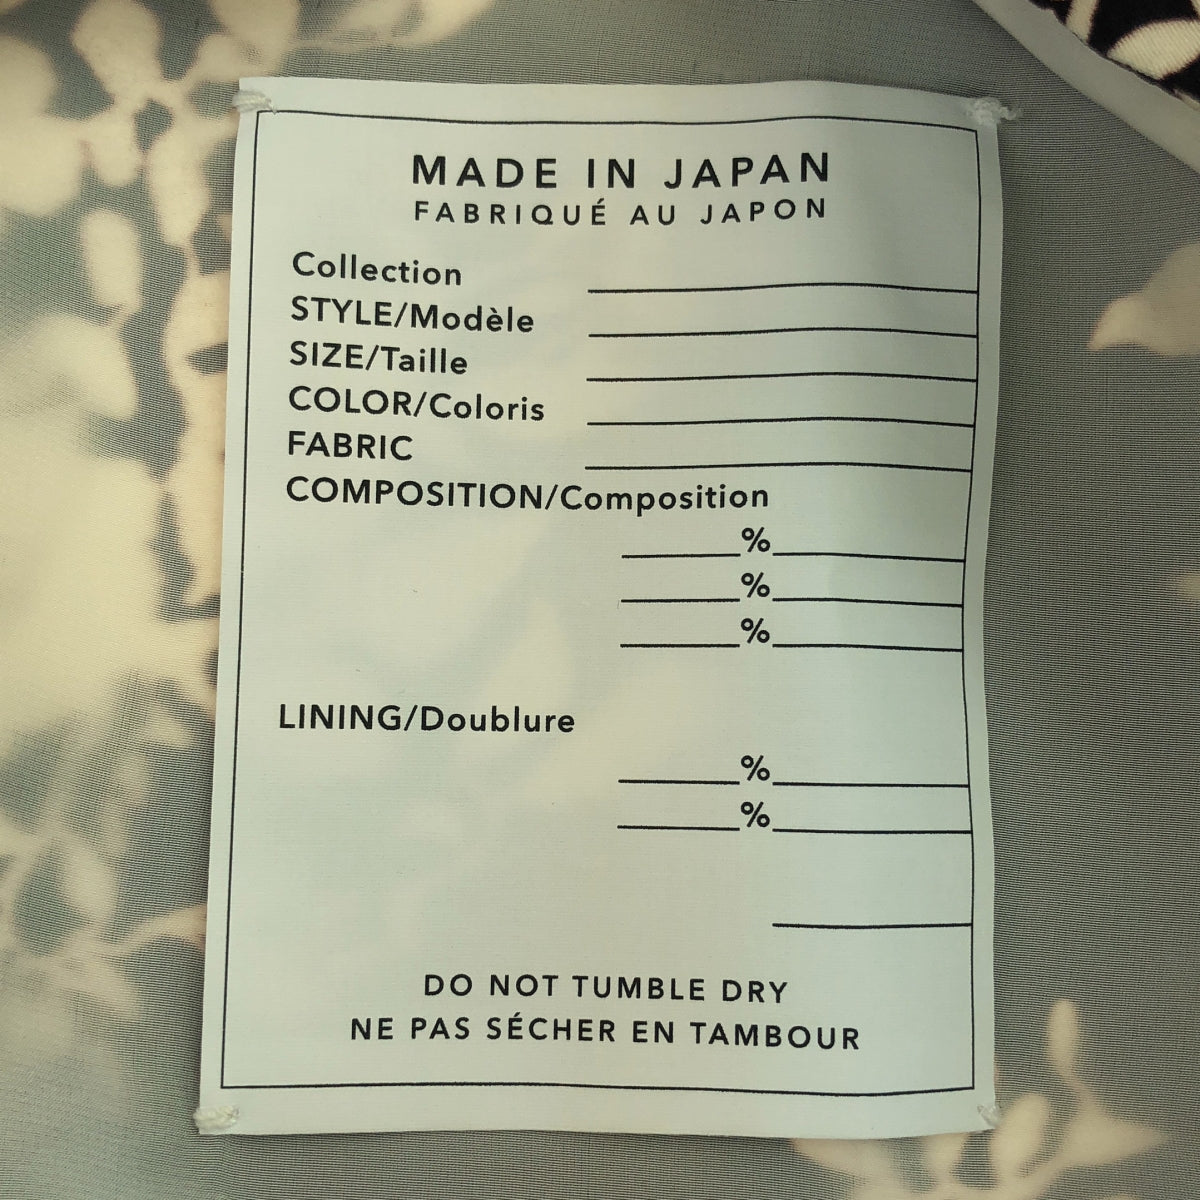 MADE IN JAPAN
FABRIQUÉ AU JAPON
Collection
STYLE/Modèle
SIZE/Taille
COLOR/Coloris
FABRIC
COMPOSITION/Composition
%
%
%
LINING/Doublure
%
%
DO NOT TUMBLE DRY
NE PAS SÉCHER EN TAMBOUR